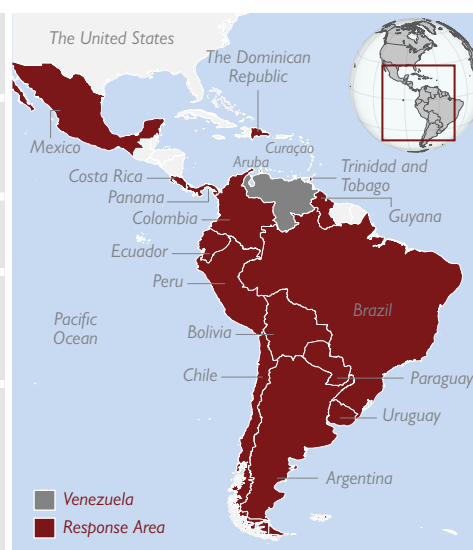 The United States
The Dominican
Republic
Mexico
Curaçao
Aruba
Trinidad and
Tobago
Costa Rica
Panama
Guyana
Colombia
Ecuador
Peru
Brazil
Pacific
Ocean
Bolivia
Chile
Paraguay
Uruguay
Argentina
Venezuela
Response Area